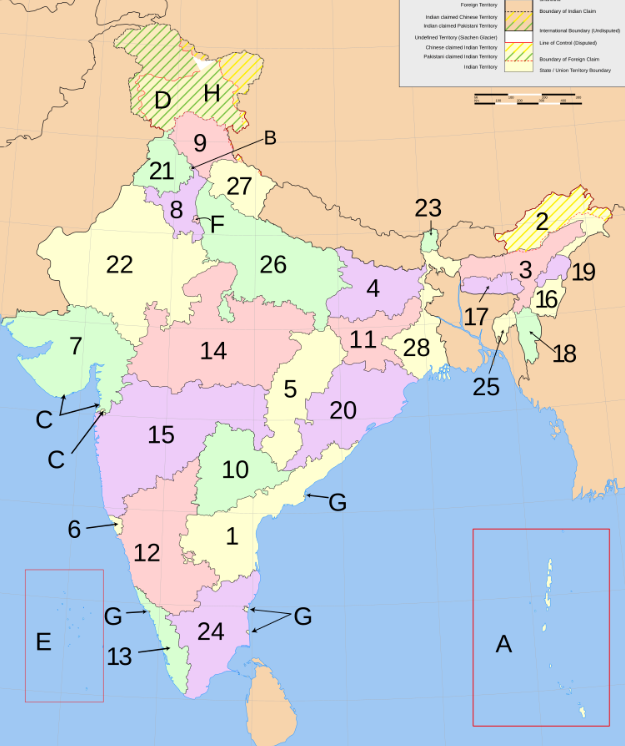 Foreign Territory
Indian claimed Chinese Territory
Indian claimed Pakistani Territory
Undefined Territory (Siachen Glacier)
Chinese claimed Indian Territory
Pakistan claimed Indian Territory
Indian Territory
Boundary of Indian Claim
International Boundary (Undisputed)
Line of Control (Disputed)
Boundary of Foreign Claim
State / Union Territory Boundary
D
H
9
B
21
27
8
F
23
2
22
26
4
3
19
17
16
7
14
11
28
18
5
25
C
20
15
C
10
G
6
1
12
G
G
24
E
13
A